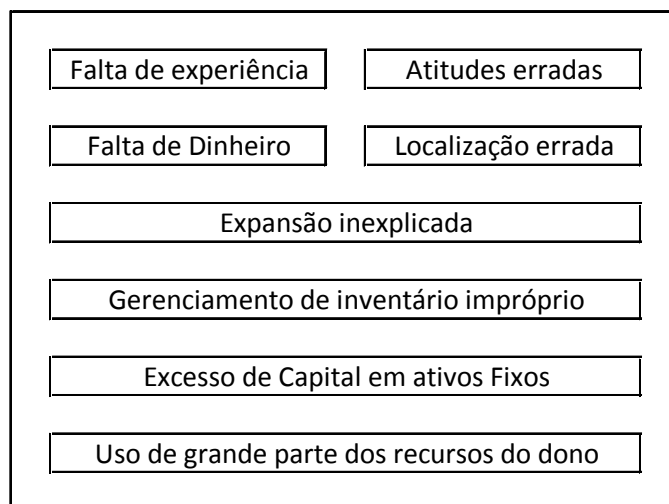 Falta de experiência
Atitudes erradas
Falta de Dinheiro
Localização errada
Expansão inexplicada
Gerenciamento de inventário impróprio
Excesso de Capital em ativos Fixos
Uso de grande parte dos recursos do dono